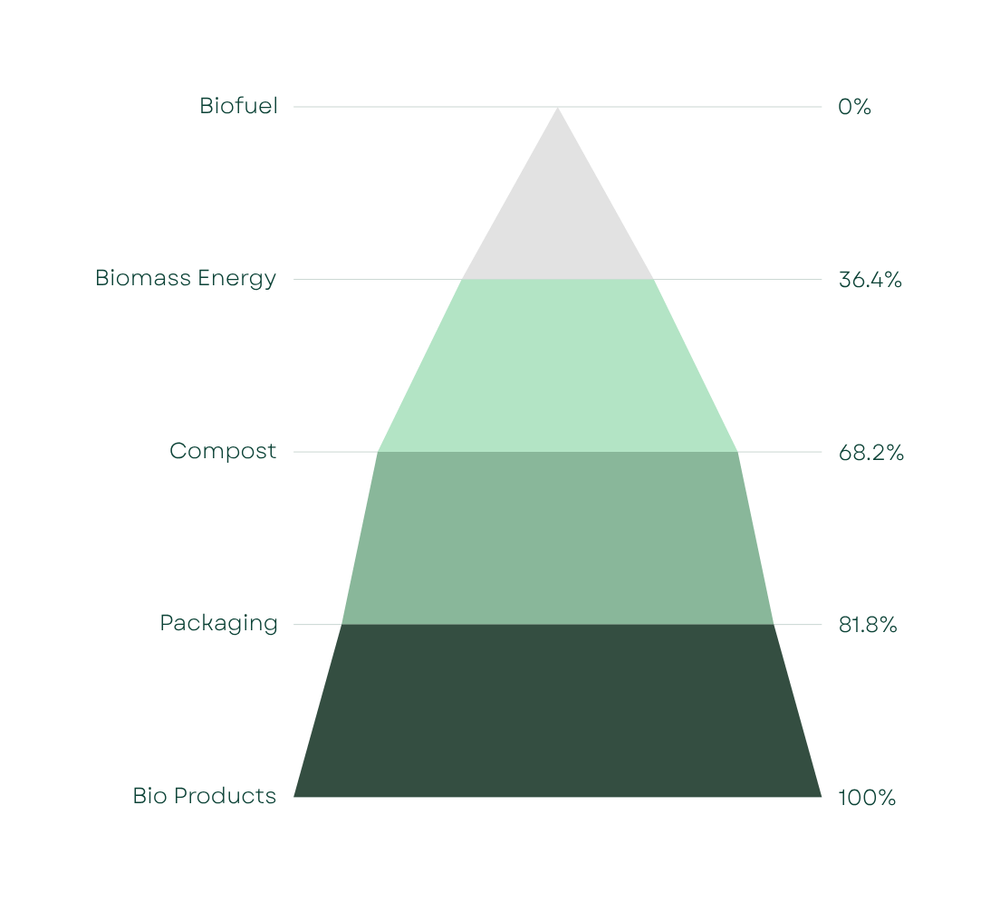 Biofuel 0%
Biomass Energy 36.4%
Compost 68.2%
Packaging 81.8%
Bio Products 100%